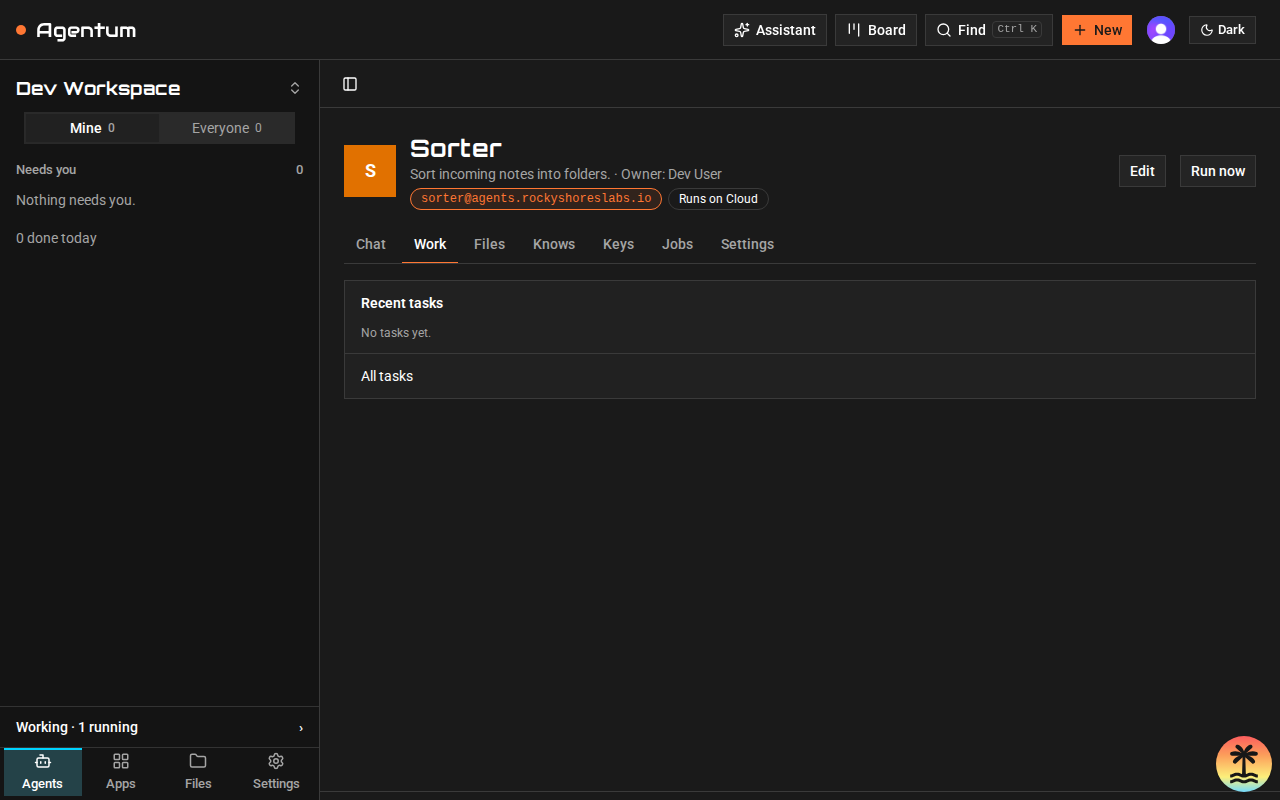 Agentum
Assistant
Board
Find Ctrl K
New
Dark
Dev Workspace
Mine 0
Everyone 0
Needs you 0
Nothing needs you.
0 done today
Working · 1 running ›
Agents
Apps
Files
Settings
S
Sorter
Sort incoming notes into folders. · Owner: Dev User
sorter@agents.rockyshoreslabs.io
Runs on Cloud
Edit
Run now
Chat
Work
Files
Knows
Keys
Jobs
Settings
Recent tasks
No tasks yet.
All tasks